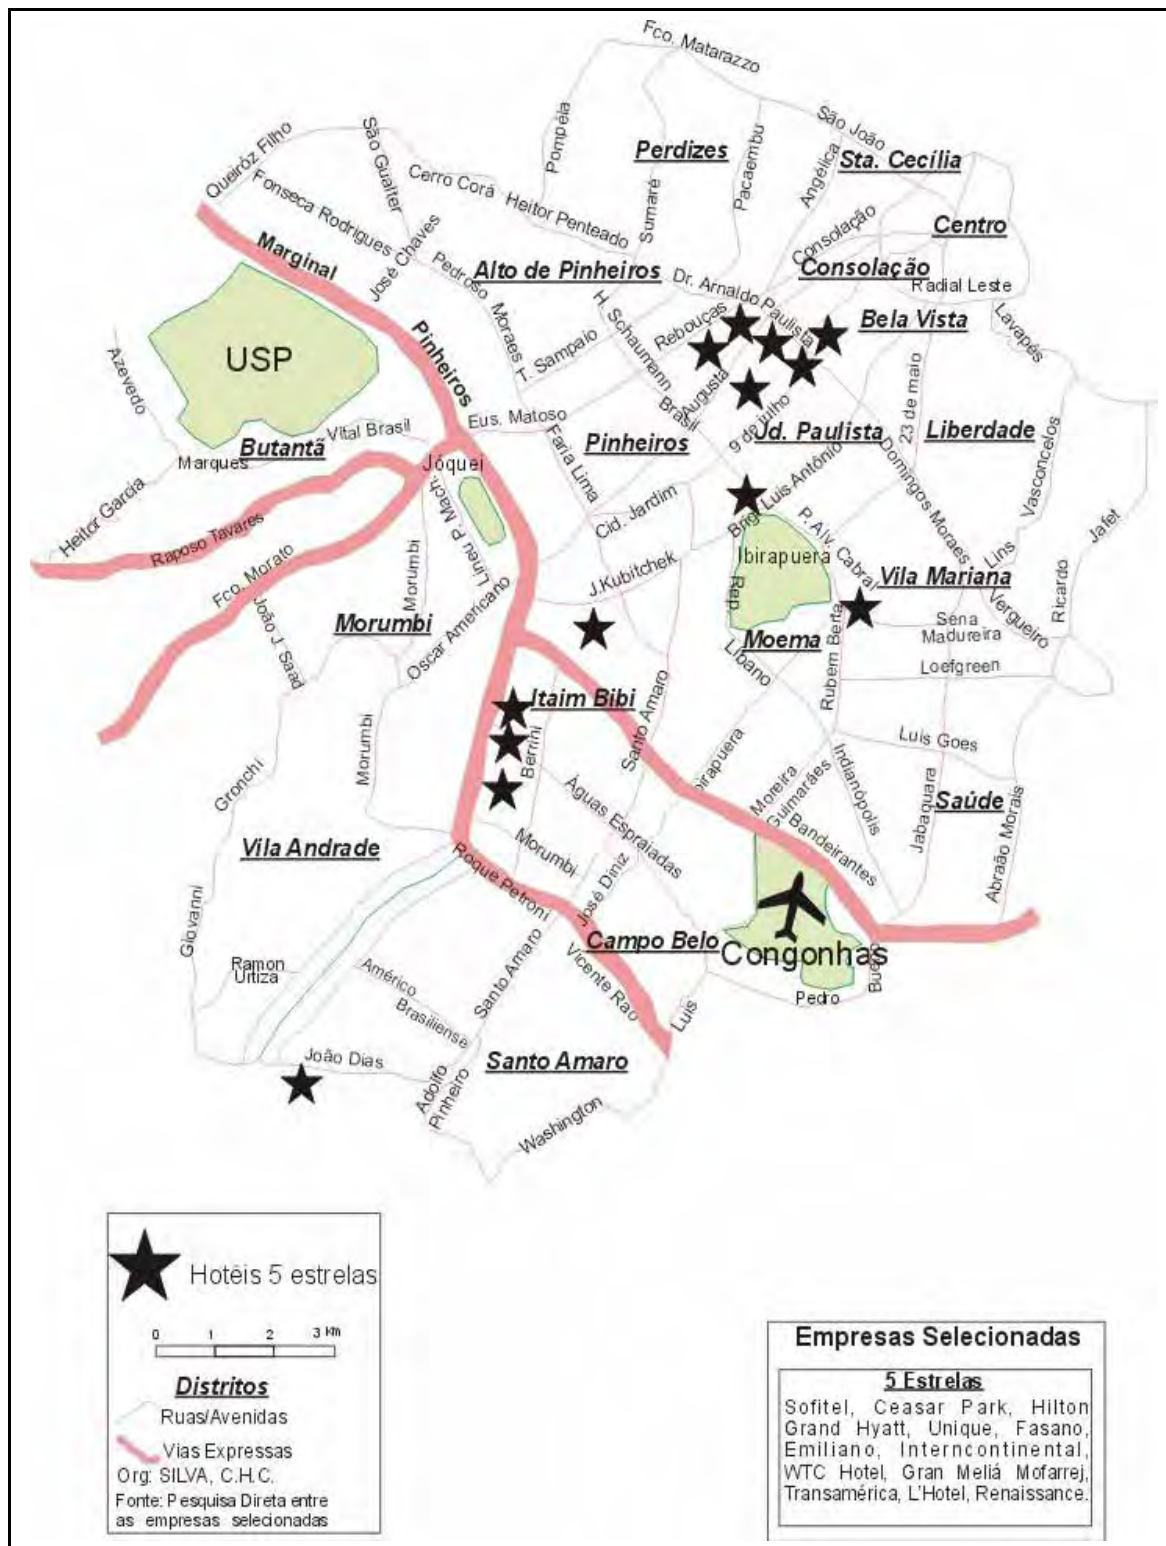 Fco. Matarazzo
São João
Pompéia
Perdizes
Sta. Cecília
Queiróz Filho
São Gualter
Cerro Corá
Heitor Penteado
Sumaré
Pacaembu
Angélica
Consolação
Centro
Fonseca Rodrigues
José Chaves
Pedroso
Moraes
Marginal
Alto de Pinheiros
Dr. Arnaldo
Paulista
Consolação
Radial Leste
Lavapés
Bela Vista
Azevedo
USP
Pinheiros
T. Sampaio
H. Schaumann
Rebouças
Augusta
Brasil
9 de julho
23 de maio
Vital Brasil
Eus. Matoso
Butantã
Marques
Pinheiros
Jd. Paulista
Liberdade
Vasconcelos
Heitor Garcia
Jóquei
Faria Lima
Cid. Jardim
Brig. Luis Antônio
Domingos Moraes
Raposo Tavares
Lineu P. Mach.
P. Alv. Cabral
Lins
Jafet
Fco. Morato
Morumbi
J.Kubitchek
Ibirapuera
Rep.
Vila Mariana
Vergueiro
Ricardo
João J. Saad
Morumbi
Oscar Americano
Moema
Líbano
Rubem Berta
Sena
Madureira
Loefgreen
Itaim Bibi
Berrini
Santo Amaro
Morumbi
Luis Goes
birapuera
Indianópolis
Gronchi
Águas Espraiadas
Moreira
Guimarães
Bandeirantes
Jabaquara
Saúde
Abraão Morais
Vila Andrade
Roque Petroni
Morumbi
José Diniz
Giovanni
Campo Belo
Congonhas
Ramon
Urtiza
Américo
Brasiliense
Santo Amaro
Vicente Rao
Luis
Pedro
Bueno
João Dias
Adolfo
Pinheiro
Santo Amaro
Washington
Hotéis 5 estrelas
0 1 2 3 km
Distritos
Ruas/Avenidas
Vias Expressas
Org: SILVA, C.H.C.
Fonte: Pesquisa Direta entre
as empresas selecionadas
Empresas Selecionadas
5 Estrelas
Sofitel, Ceasar Park, Hilton
Grand Hyatt, Unique, Fasano,
Emiliano, Interncontinental,
WTC Hotel, Gran Meliá Mofarrej,
Transamérica, L'Hotel, Renaissance.